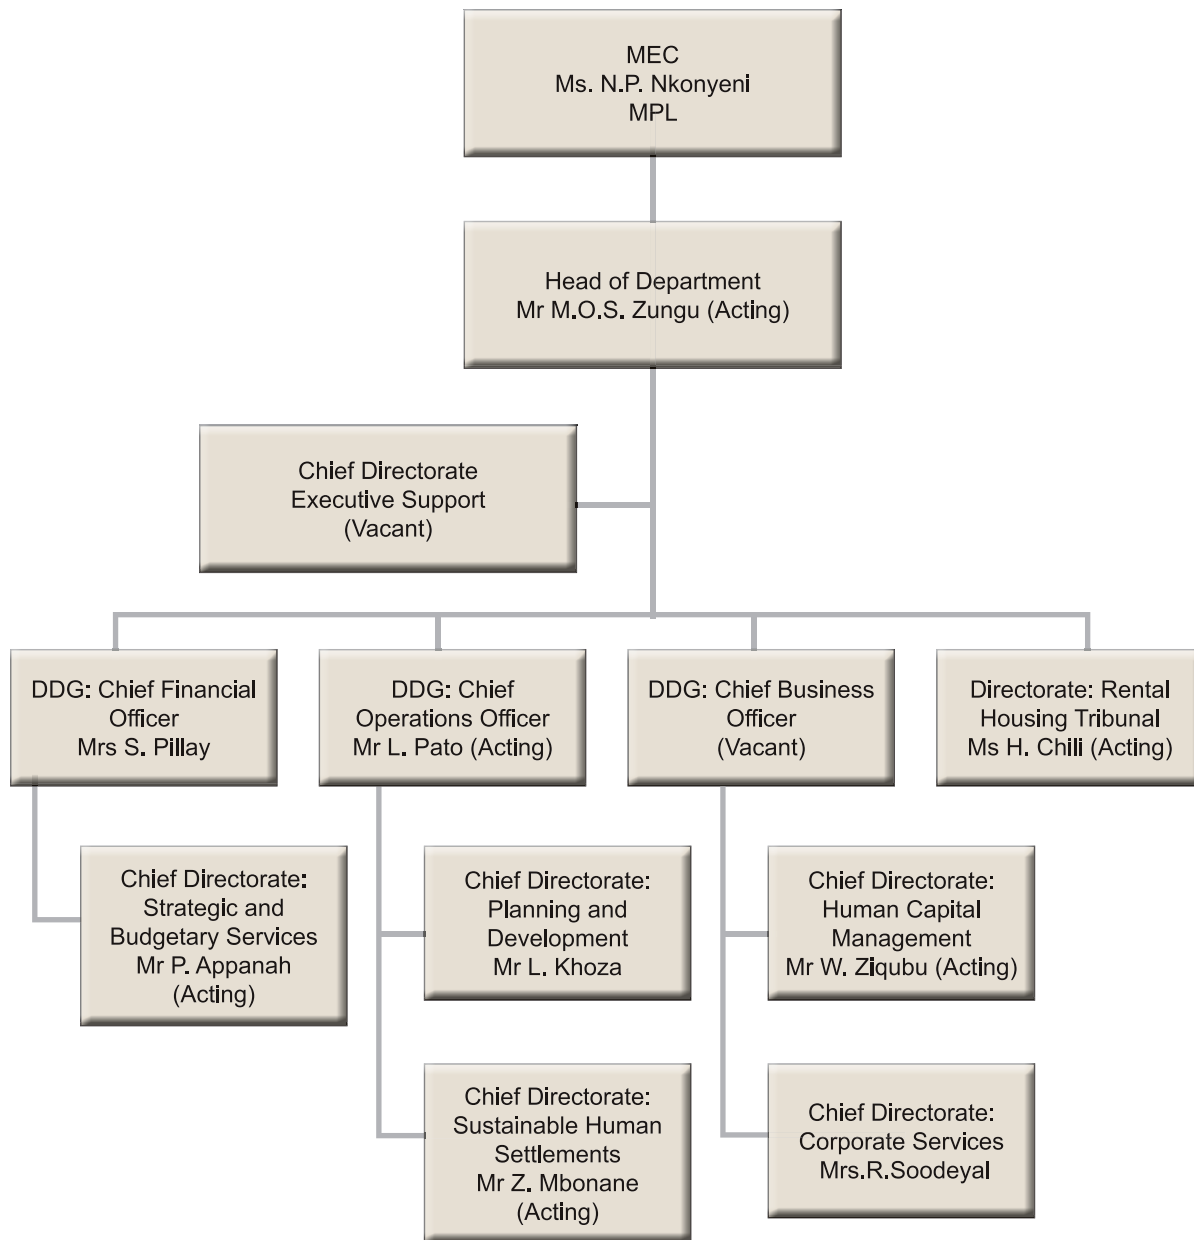 MEC
Ms. N.P. Nkonyeni
MPL
Head of Department
Mr M.O.S. Zungu (Acting)
Chief Directorate
Executive Support
(Vacant)
DDG: Chief Financial
Officer
Mrs S. Pillay
DDG: Chief
Operations Officer
Mr L. Pato (Acting)
DDG: Chief Business
Officer
(Vacant)
Directorate: Rental
Housing Tribunal
Ms H. Chili (Acting)
Chief Directorate:
Strategic and
Budgetary Services
Mr P. Appanah
(Acting)
Chief Directorate:
Planning and
Development
Mr L. Khoza
Chief Directorate:
Human Capital
Management
Mr W. Ziqubu (Acting)
Chief Directorate:
Sustainable Human
Settlements
Mr Z. Mbonane
(Acting)
Chief Directorate:
Corporate Services
Mrs.R.Soodeyal